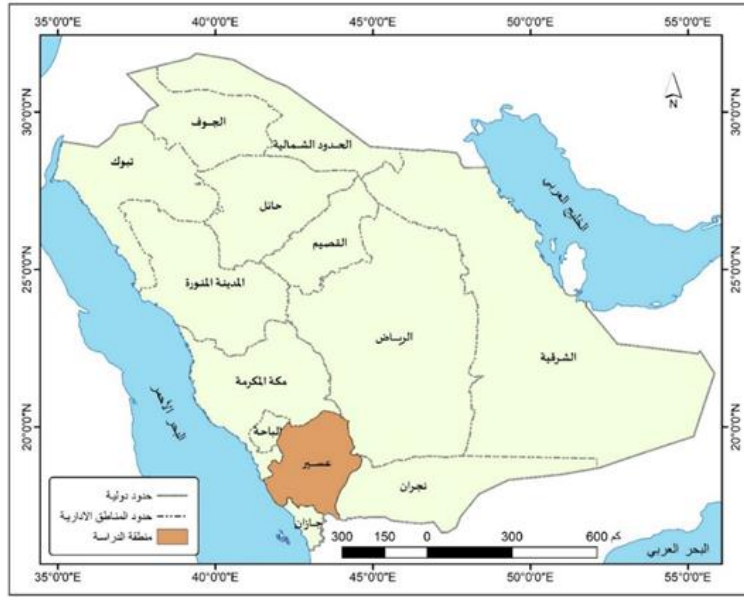 35°0'0"E 40°0'0"E 45°0'0"E 50°0'0"E 55°0'0"E
30°0'0"N 30°0'0"N
N
الجـوف
الحدود الشمالية
تبوك
حائل
الخليج العربي
القصيم
25°0'0"N 25°0'0"N
المدينة المنورة
الرياض
الشرقية
مكة المكرمة
البحر الأحمر
20°0'0"N 20°0'0"N
الباحة
عسير
نجران
جازان
حدود دولية
حدود المناطق الادارية
منطقة الدراسة
300 150 0 300 600 كم
البحر العربي
35°0'0"E 40°0'0"E 45°0'0"E 50°0'0"E 55°0'0"E